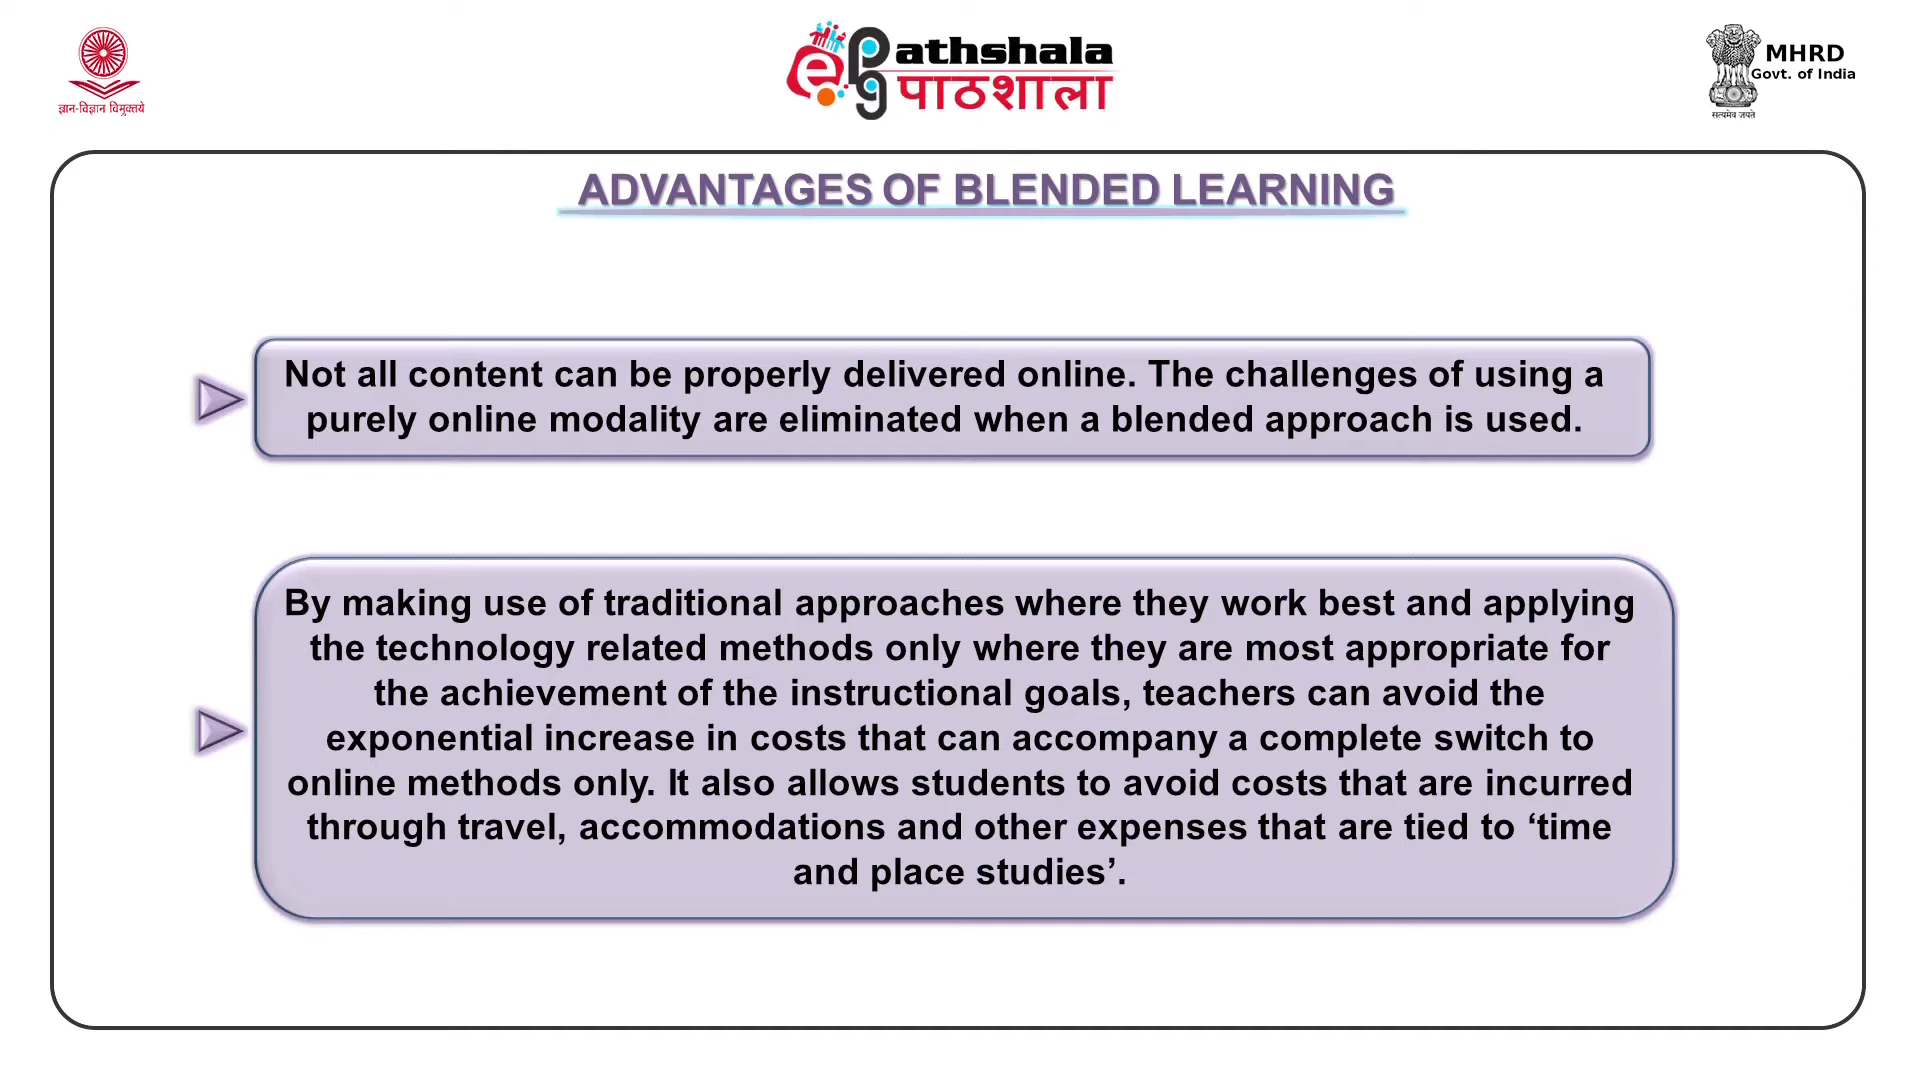 ज्ञान-विज्ञान विमुक्तये
ePG Pathshala
पाठशाला
MHRD
Govt. of India
सत्यमेव जयते
ADVANTAGES OF BLENDED LEARNING
Not all content can be properly delivered online. The challenges of using a
purely online modality are eliminated when a blended approach is used.
By making use of traditional approaches where they work best and applying
the technology related methods only where they are most appropriate for
the achievement of the instructional goals, teachers can avoid the
exponential increase in costs that can accompany a complete switch to
online methods only. It also allows students to avoid costs that are incurred
through travel, accommodations and other expenses that are tied to ‘time
and place studies’.